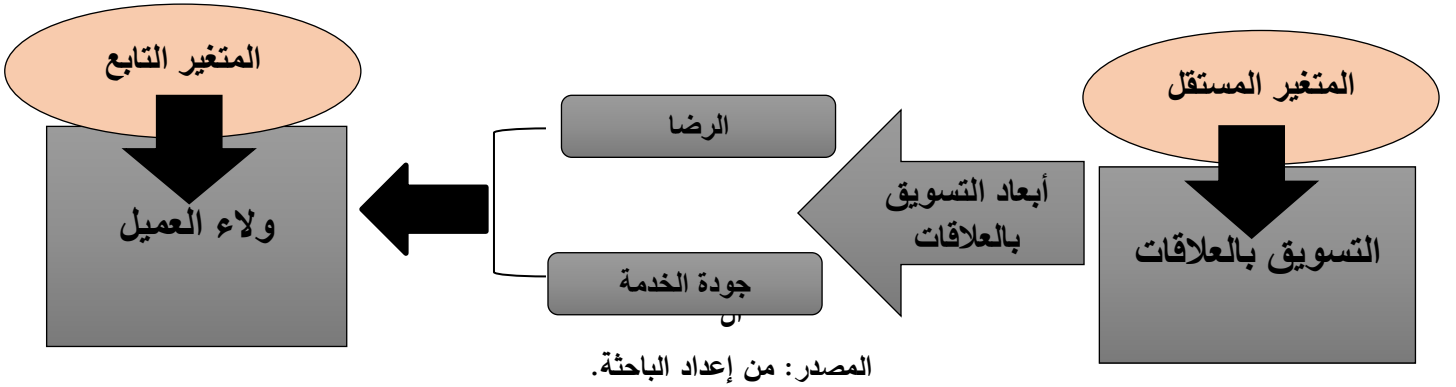 المتغير المستقل
التسويق بالعلاقات
أبعاد التسويق
بالعلاقات
الرضا
جودة الخدمة
المتغير التابع
ولاء العميل
المصدر: من إعداد الباحثة.